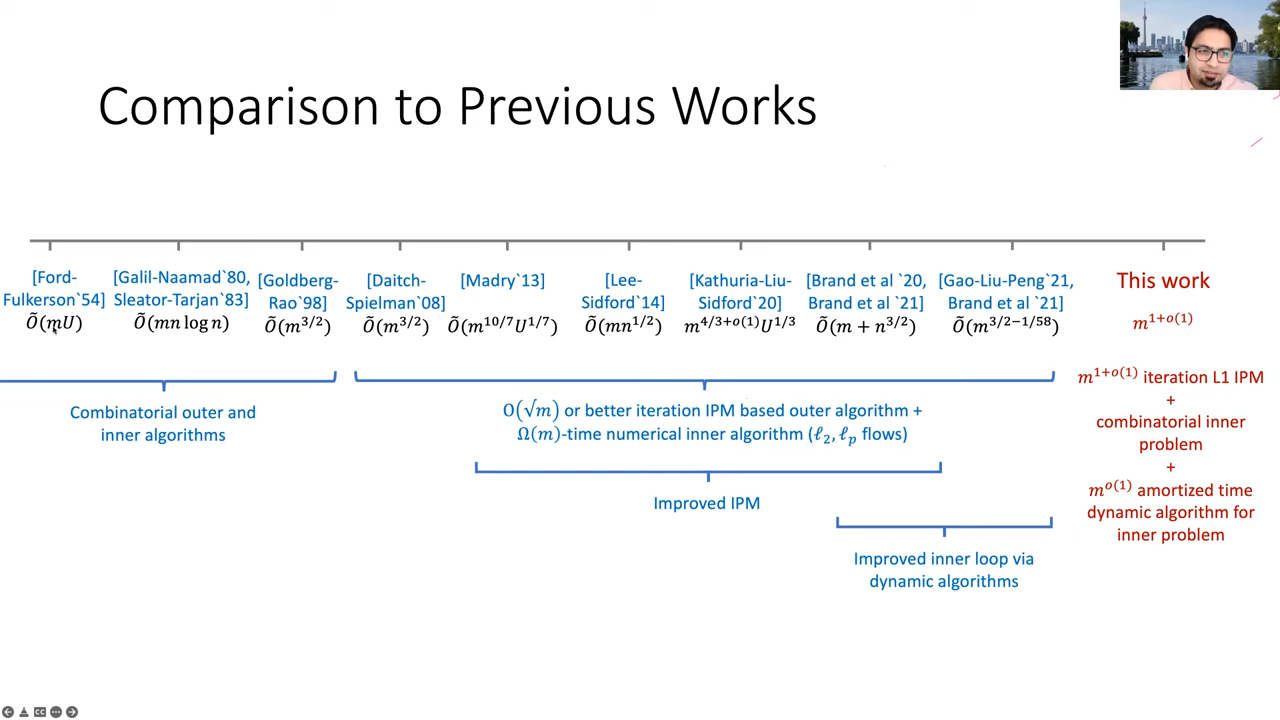 Comparison to Previous Works
[Ford-
Fulkerson`54]
Õ(mU)
[Galil-Naamad`80,
Sleator-Tarjan`83]
Õ(mn log n)
[Goldberg-
Rao`98]
Õ(m^{3/2})
[Daitch-
Spielman`08]
Õ(m^{3/2})
[Madry`13]
Õ(m^{10/7}U^{1/7})
[Lee-
Sidford`14]
Õ(mn^{1/2})
[Kathuria-Liu-
Sidford`20]
m^{4/3+o(1)}U^{1/3}
[Brand et al `20,
Brand et al `21]
Õ(m + n^{3/2})
[Gao-Liu-Peng`21,
Brand et al `21]
Õ(m^{3/2−1/58})
This work
m^{1+o(1)}
Combinatorial outer and
inner algorithms
O(√m) or better iteration IPM based outer algorithm +
Ω(m)-time numerical inner algorithm (ℓ₂, ℓₚ flows)
Improved IPM
Improved inner loop via
dynamic algorithms
m^{1+o(1)} iteration L1 IPM
+
combinatorial inner
problem
+
m^{o(1)} amortized time
dynamic algorithm for
inner problem